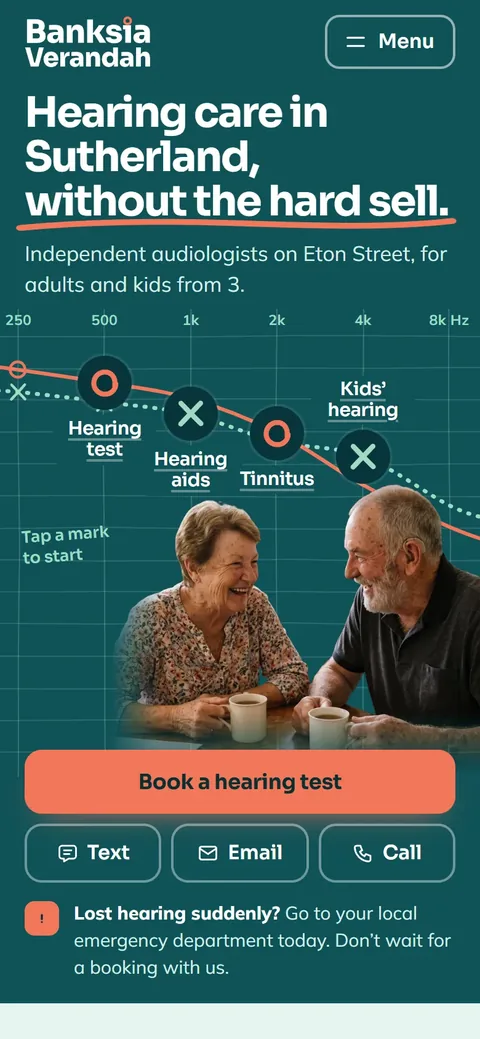 Banksia
Verandah
Menu
Hearing care in
Sutherland,
without the hard sell.
Independent audiologists on Eton Street, for
adults and kids from 3.
250 500 1k 2k 4k 8k Hz
Hearing
test
Hearing
aids
Tinnitus
Kids’
hearing
Tap a mark
to start
Book a hearing test
Text Email Call
! Lost hearing suddenly? Go to your local
emergency department today. Don’t wait for
a booking with us.